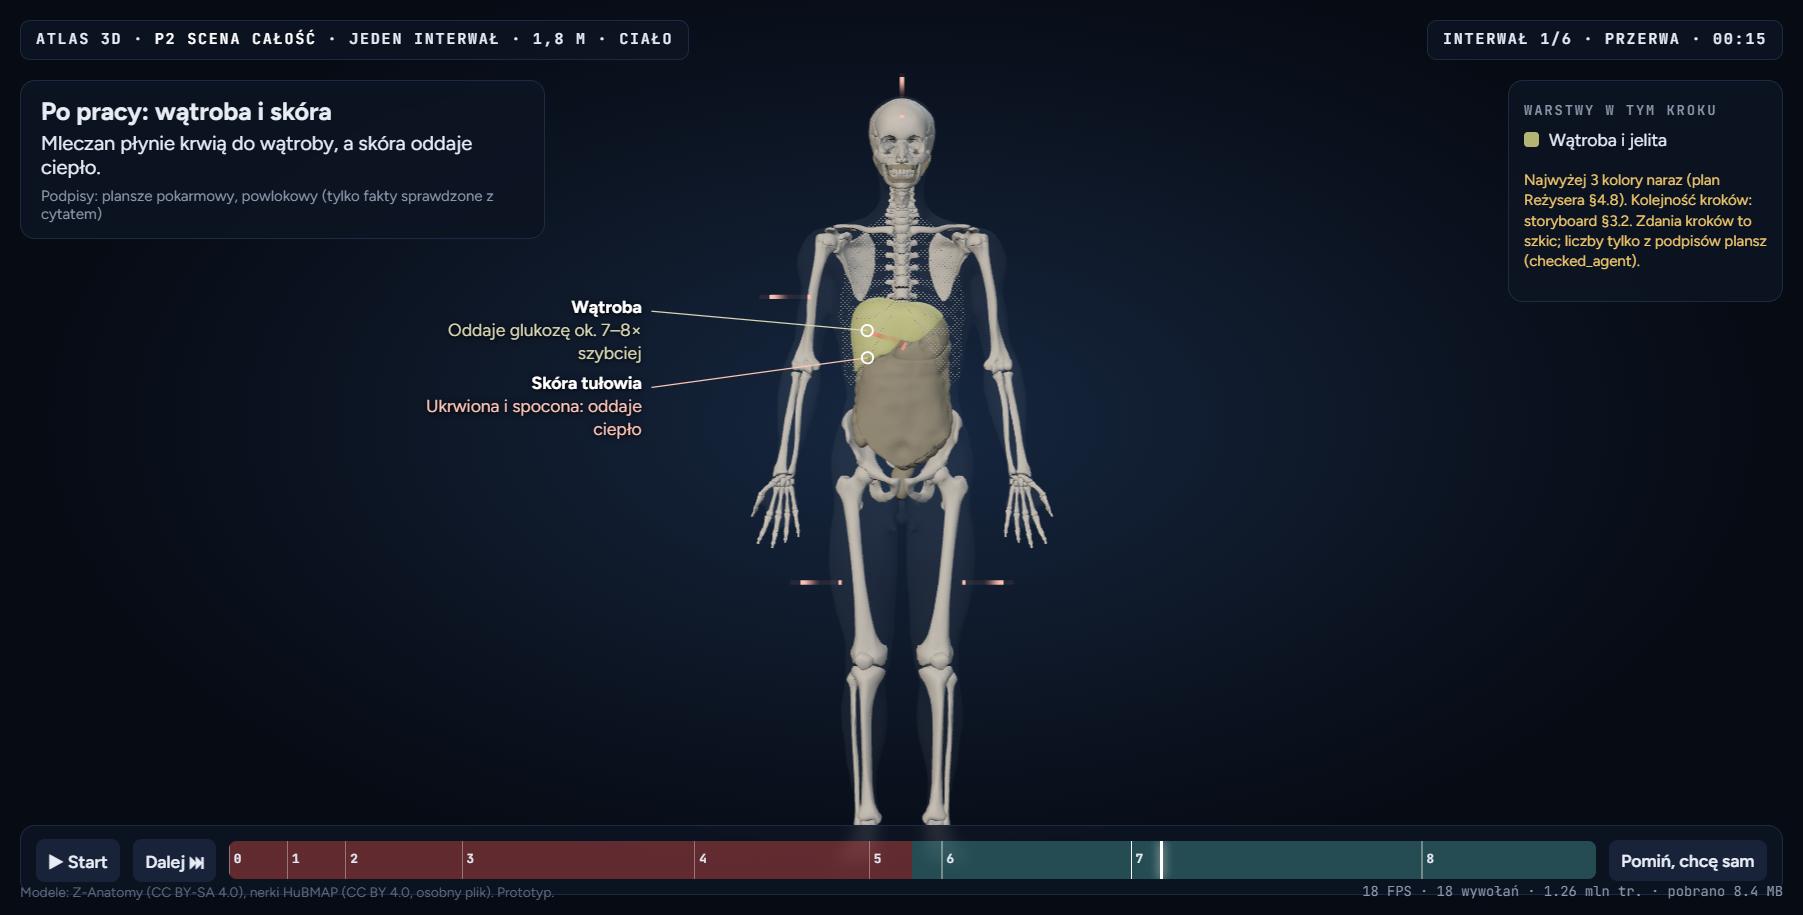 ATLAS 3D · P2 SCENA CAŁOŚĆ · JEDEN INTERWAŁ · 1,8 M · CIAŁO
INTERWAŁ 1/6 · PRZERWA · 00:15
Po pracy: wątroba i skóra
Mleczan płynie krwią do wątroby, a skóra oddaje
ciepło.
Podpisy: plansze pokarmowy, powlokowy (tylko fakty sprawdzone z
cytatem)
WARSTWY W TYM KROKU
Wątroba i jelita
Najwyżej 3 kolory naraz (plan
Reżysera §4.8). Kolejność kroków:
storyboard §3.2. Zdania kroków to
szkic; liczby tylko z podpisów plansz
(checked_agent).
Wątroba
Oddaje glukozę ok. 7–8×
szybciej
Skóra tułowia
Ukrwiona i spocona: oddaje
ciepło
▶ Start
Dalej ⏭
0 1 2 3 4 5 6 7 8
Pomiń, chcę sam
Modele: Z-Anatomy (CC BY-SA 4.0), nerki HuBMAP (CC BY 4.0, osobny plik). Prototyp.
18 FPS · 18 wywołań · 1.26 mln tr. · pobrano 8.4 MB